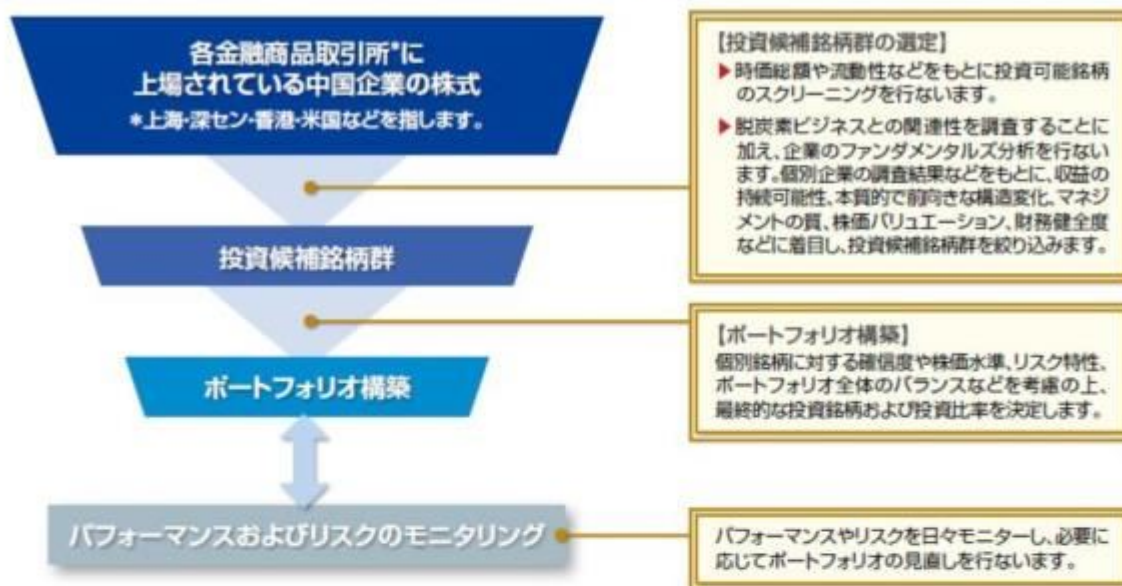 各金融商品取引所*に
上場されている中国企業の株式
*上海・深セン・香港・米国などを指します。
【投資候補銘柄群の選定】
▶時価総額や流動性などをもとに投資可能銘柄
のスクリーニングを行ないます。
▶脱炭素ビジネスとの関連性を調査することに
加え、企業のファンダメンタルズ分析を行ない
ます。個別企業の調査結果などをもとに、収益の
持続可能性、本質的で前向きな構造変化、マネジ
メントの質、株価バリュエーション、財務健全度
などに着目し、投資候補銘柄群を絞り込みます。
投資候補銘柄群
【ポートフォリオ構築】
個別銘柄に対する確信度や株価水準、リスク特性、
ポートフォリオ全体のバランスなどを考慮の上、
最終的な投資銘柄および投資比率を決定します。
ポートフォリオ構築
パフォーマンスおよびリスクのモニタリング
パフォーマンスやリスクを日々モニターし、必要に
応じてポートフォリオの見直しを行ないます。